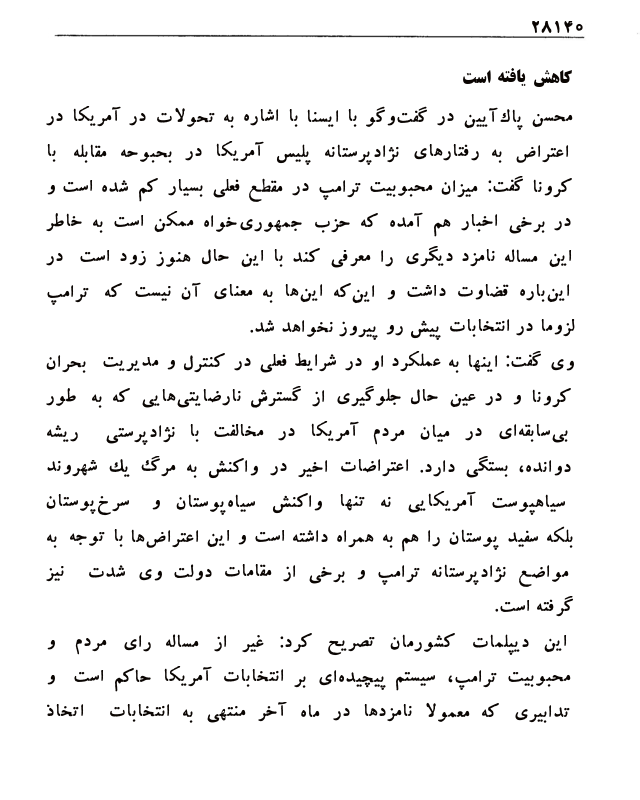 ۲۸۱۴۰
کاهش یافته است
محسن پاك‌آیین در گفت‌وگو با ایسنا با اشاره به تحولات در آمریکا در
اعتراض به رفتارهای نژادپرستانه پلیس آمریکا در بحبوحه مقابله با
کرونا گفت: میزان محبوبیت ترامپ در مقطع فعلی بسیار کم شده است و
در برخی اخبار هم آمده که حزب جمهوری‌خواه ممکن است به خاطر
این مساله نامزد دیگری را معرفی کند با این حال هنوز زود است در
این‌باره قضاوت داشت و این‌که این‌ها به معنای آن نیست که ترامپ
لزوما در انتخابات پیش رو پیروز نخواهد شد.
وی گفت: اینها به عملکرد او در شرایط فعلی در کنترل و مدیریت بحران
کرونا و در عین حال جلوگیری از گسترش نارضایتی‌هایی که به طور
بی‌سابقه‌ای در میان مردم آمریکا در مخالفت با نژادپرستی ریشه
دوانده، بستگی دارد. اعتراضات اخیر در واکنش به مرگ يك شهروند
سیاهپوست آمریکایی نه تنها واکنش سیاه‌پوستان و سرخ‌پوستان
بلکه سفید پوستان را هم به همراه داشته است و این اعتراض‌ها با توجه به
مواضع نژادپرستانه ترامپ و برخی از مقامات دولت وی شدت نیز
گرفته است.
این دیپلمات کشورمان تصریح کرد: غیر از مساله رای مردم و
محبوبیت ترامپ، سیستم پیچیده‌ای بر انتخابات آمریکا حاکم است و
تدابیری که معمولا نامزدها در ماه آخر منتهی به انتخابات اتخاذ